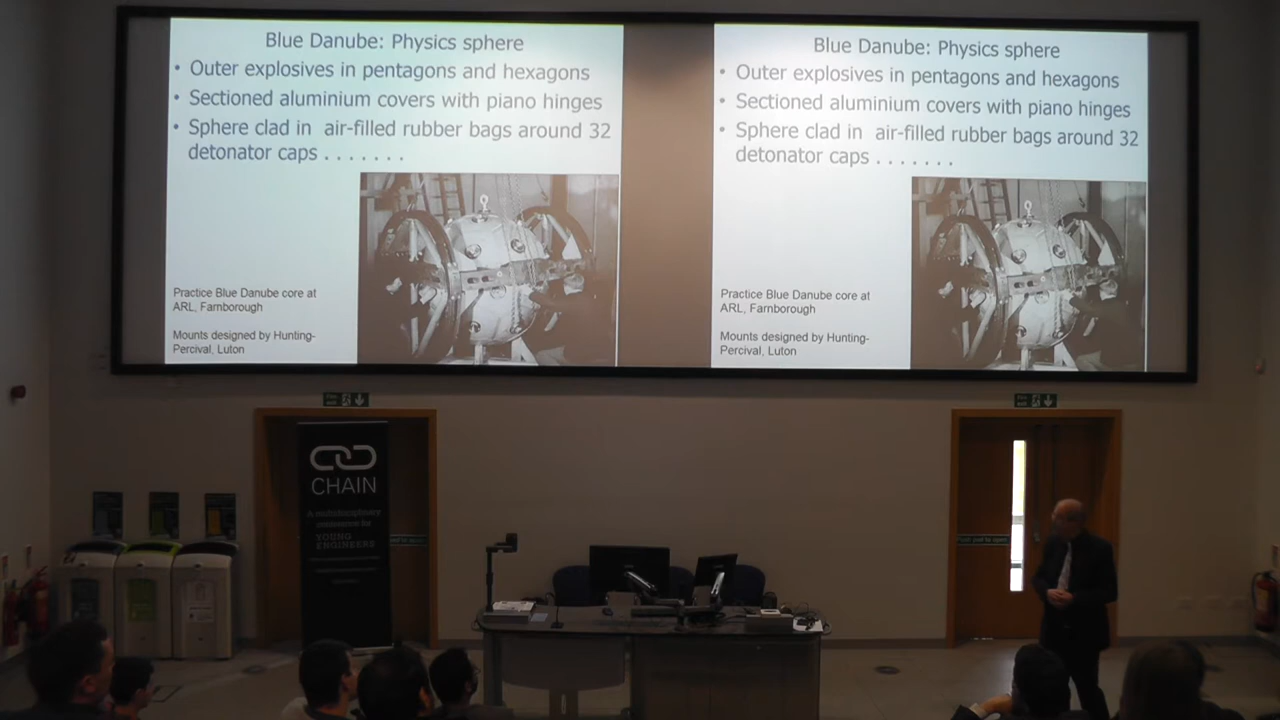 Blue Danube: Physics sphere
• Outer explosives in pentagons and hexagons
• Sectioned aluminium covers with piano hinges
• Sphere clad in air-filled rubber bags around 32
detonator caps . . . . . . .
Practice Blue Danube core at
ARL, Farnborough
Mounts designed by Hunting-
Percival, Luton
Blue Danube: Physics sphere
• Outer explosives in pentagons and hexagons
• Sectioned aluminium covers with piano hinges
• Sphere clad in air-filled rubber bags around 32
detonator caps . . . . . . .
Practice Blue Danube core at
ARL, Farnborough
Mounts designed by Hunting-
Percival, Luton
CHAIN
A multidisciplinary
YOUNG
ENGINEERS